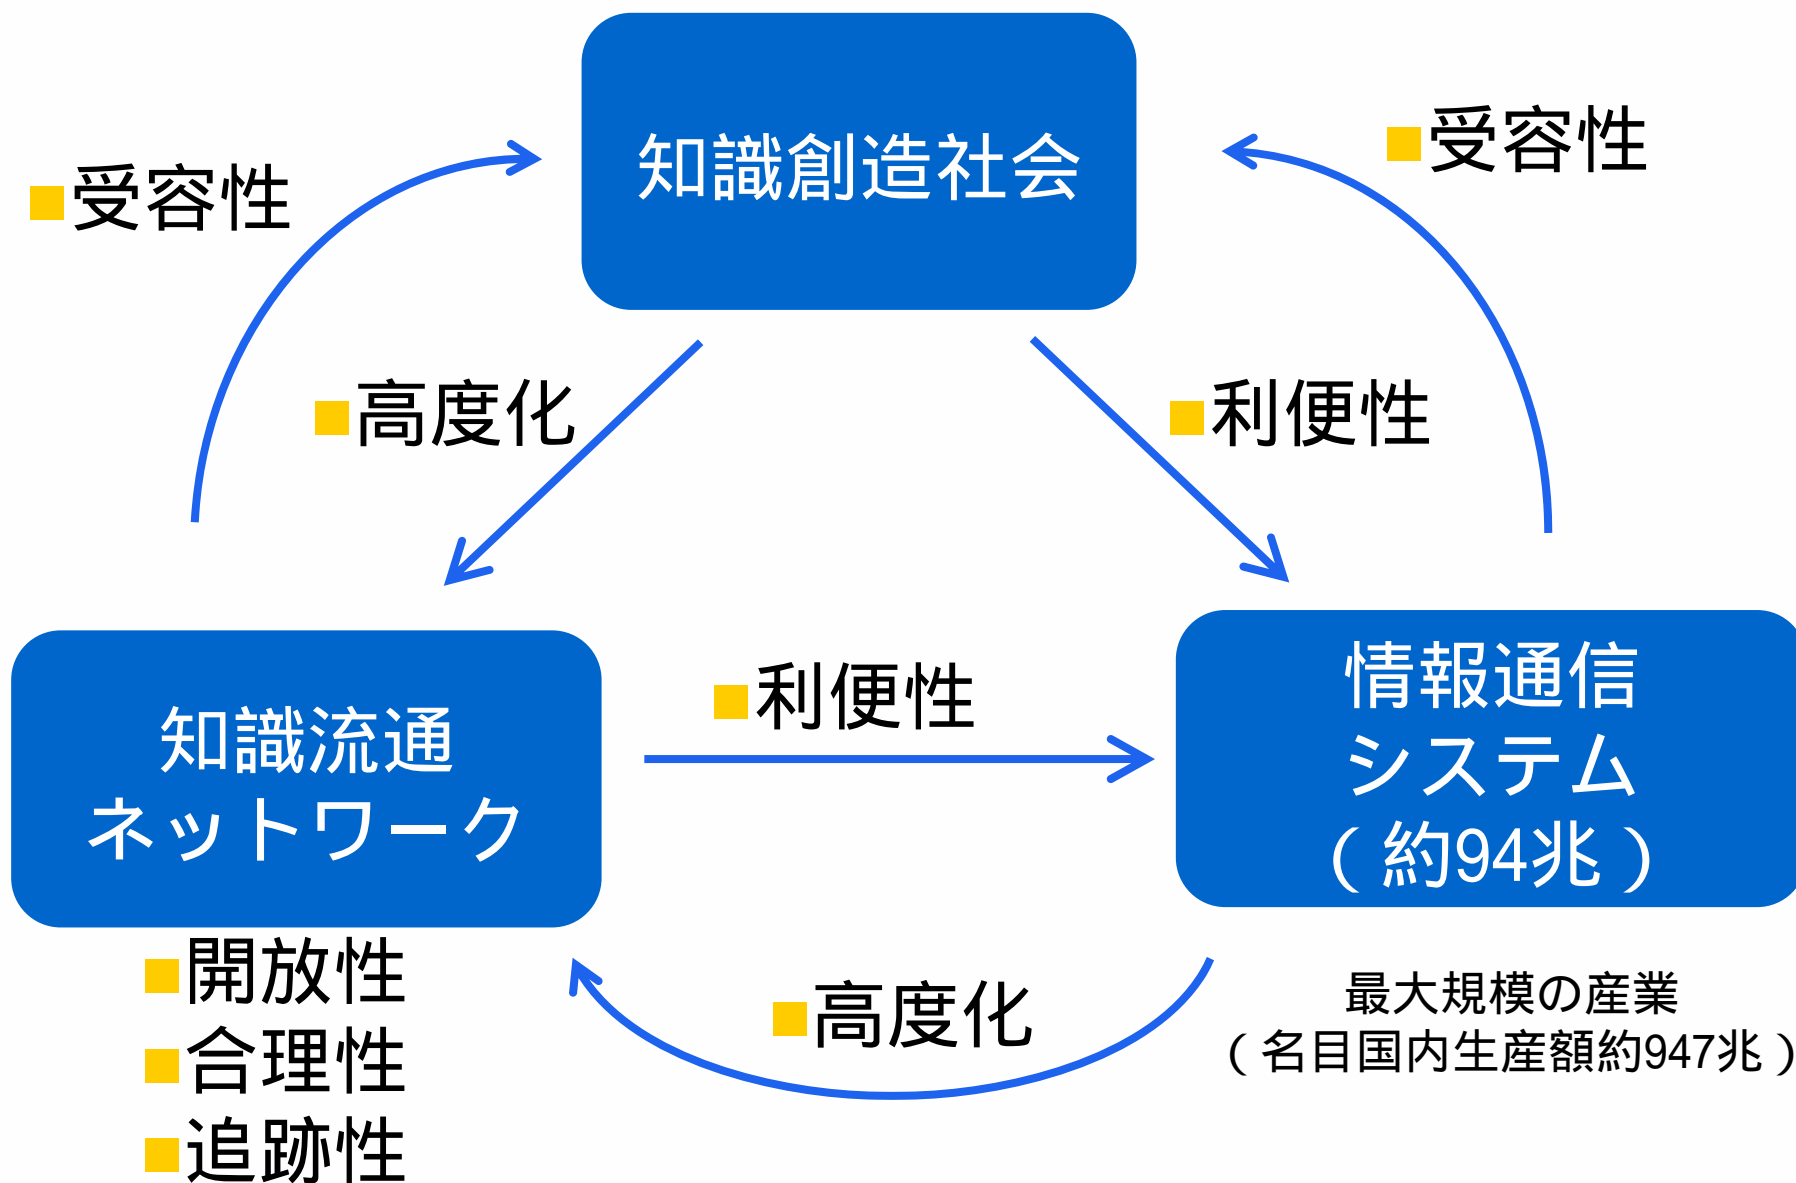 知識創造社会
■受容性
■受容性
■高度化
■利便性
■利便性
知識流通
ネットワーク
情報通信
システム
（約94兆）
■開放性
■合理性
■追跡性
■高度化
最大規模の産業
（名目国内生産額約947兆）